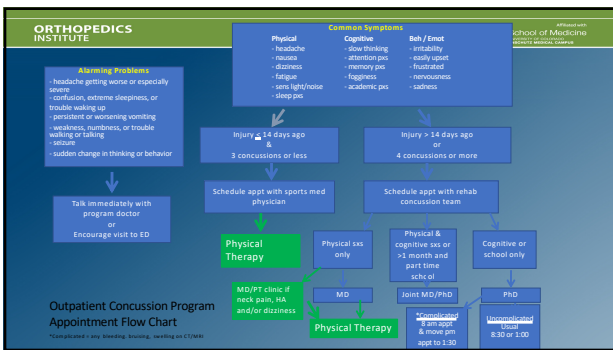 ORTHOPEDICS
INSTITUTE
Affiliated with
School of Medicine
UNIVERSITY OF COLORADO
ANSCHUTZ MEDICAL CAMPUS
Common Symptoms
Physical
- headache
- nausea
- dizziness
- fatigue
- sens light/noise
- sleep pxs
Cognitive
- slow thinking
- attention pxs
- memory pxs
- fogginess
- academic pxs
Beh / Emot
- irritability
- easily upset
- frustrated
- nervousness
- sadness
Alarming Problems
- headache getting worse or especially
severe
- confusion, extreme sleepiness, or
trouble waking up
- persistent or worsening vomiting
- weakness, numbness, or trouble
walking or talking
- seizure
- sudden change in thinking or behavior
Injury < 14 days ago
&
3 concussions or less
Injury > 14 days ago
or
4 concussions or more
Talk immediately with
program doctor
or
Encourage visit to ED
Schedule appt with sports med
physician
Schedule appt with rehab
concussion team
Physical
Therapy
Physical sxs
only
Physical &
cognitive sxs or
>1 month and
part time
school
Cognitive or
school only
MD/PT clinic if
neck pain, HA
and/or dizziness
MD
Joint MD/PhD
PhD
Physical Therapy
*Complicated
8 am appt
& move pm
appt to 1:30
Uncomplicated
Usual
8:30 or 1:00
Outpatient Concussion Program
Appointment Flow Chart
*Complicated = any bleeding, bruising, swelling on CT/MRI